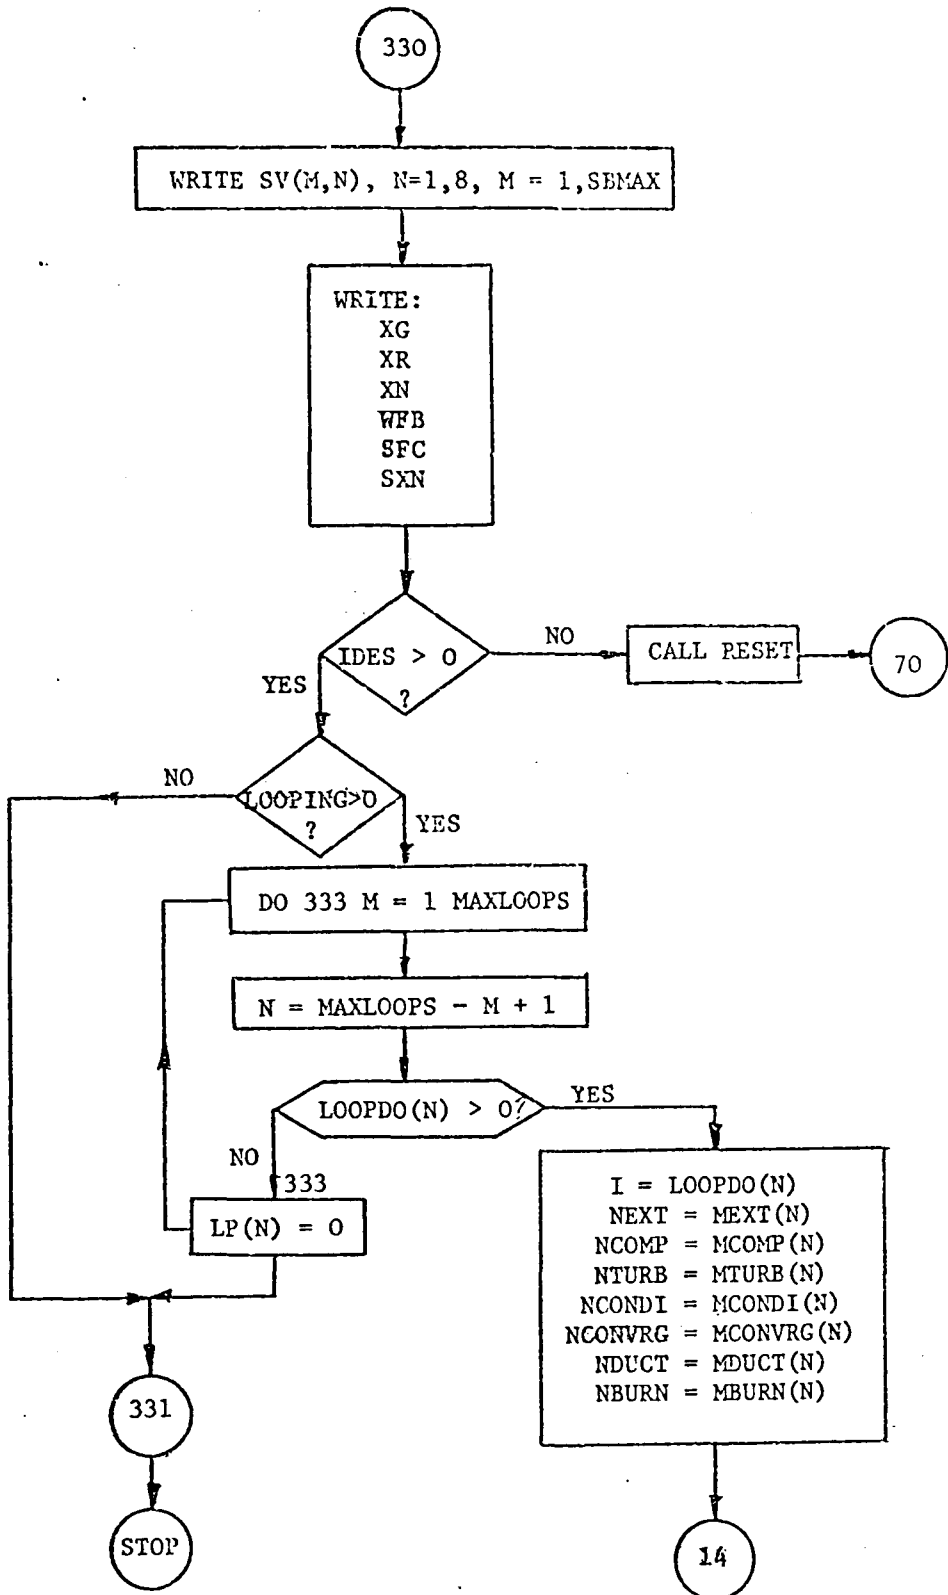 330
WRITE SV(M,N), N=1,8, M = 1,SBMAX
WRITE:
XG
XR
XN
WFB
SFC
SXN
IDES > 0
?
NO
CALL RESET
70
YES
LOOPING>0
?
NO
YES
DO 333 M = 1 MAXLOOPS
N = MAXLOOPS - M + 1
LOOPDO(N) > 0?
YES
NO
333
LP(N) = 0
I = LOOPDO(N)
NEXT = MEXT(N)
NCOMP = MCOMP(N)
NTURB = MTURB(N)
NCONDI = MCONDI(N)
NCONVRG = MCONVRG(N)
NDUCT = MDUCT(N)
NBURN = MBURN(N)
331
STOP
14